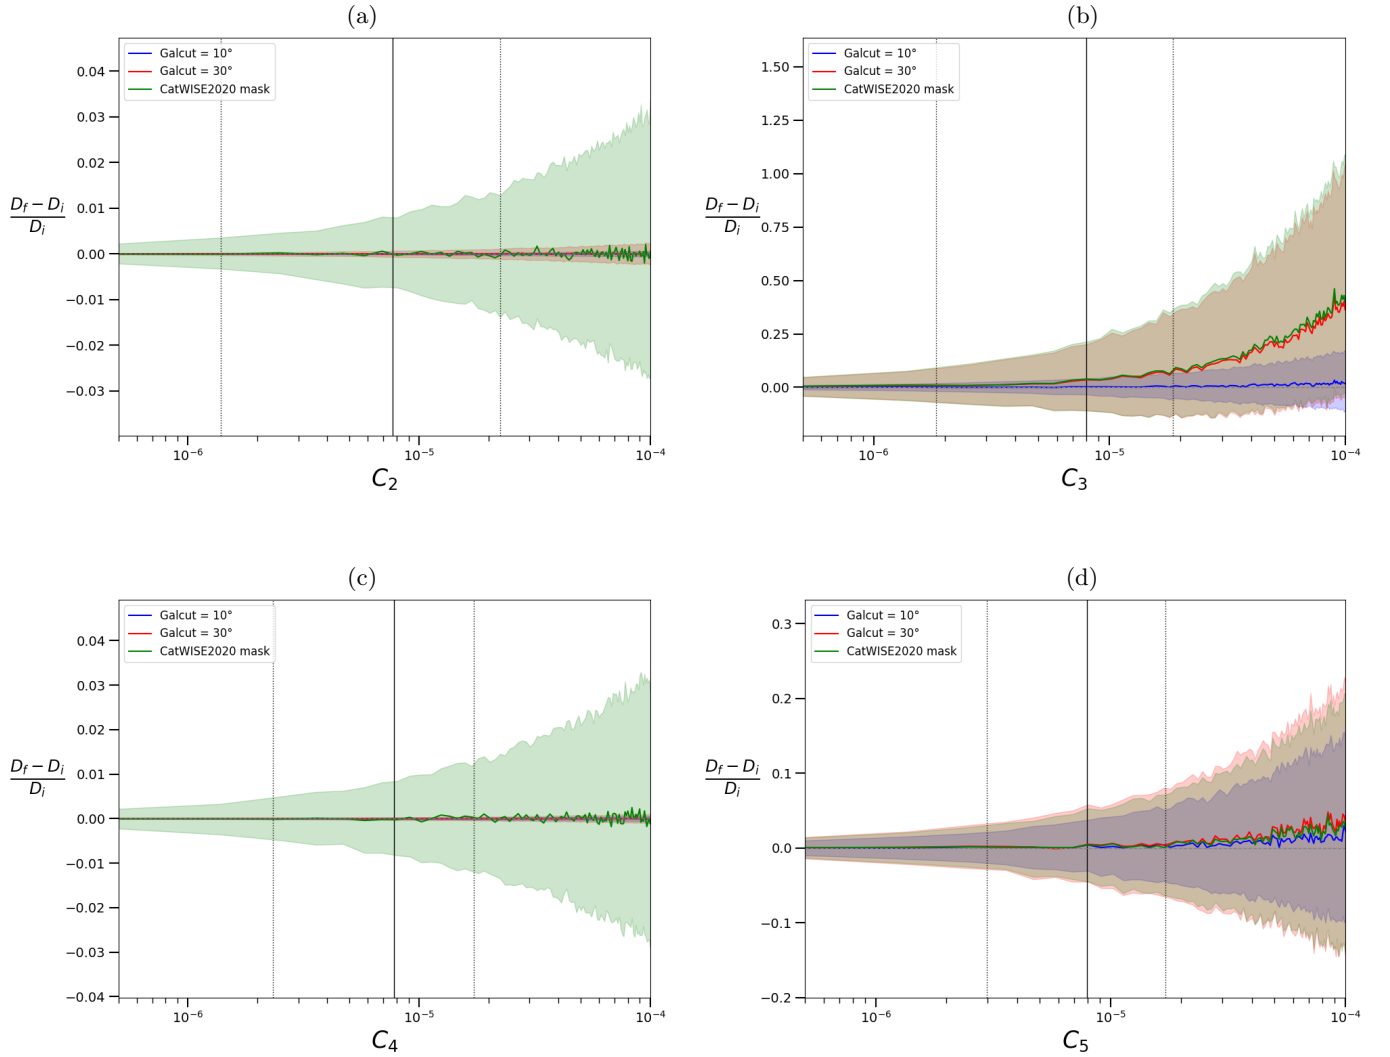 (a)
Galcut = 10°
Galcut = 30°
CatWISE2020 mask
0.04
0.03
0.02
0.01
0.00
−0.01
−0.02
−0.03
D_f − D_i
D_i
10^−6
10^−5
10^−4
C_2
(b)
Galcut = 10°
Galcut = 30°
CatWISE2020 mask
1.50
1.25
1.00
0.75
0.50
0.25
0.00
D_f − D_i
D_i
10^−6
10^−5
10^−4
C_3
(c)
Galcut = 10°
Galcut = 30°
CatWISE2020 mask
0.04
0.03
0.02
0.01
0.00
−0.01
−0.02
−0.03
−0.04
D_f − D_i
D_i
10^−6
10^−5
10^−4
C_4
(d)
Galcut = 10°
Galcut = 30°
CatWISE2020 mask
0.3
0.2
0.1
0.0
−0.1
−0.2
D_f − D_i
D_i
10^−6
10^−5
10^−4
C_5